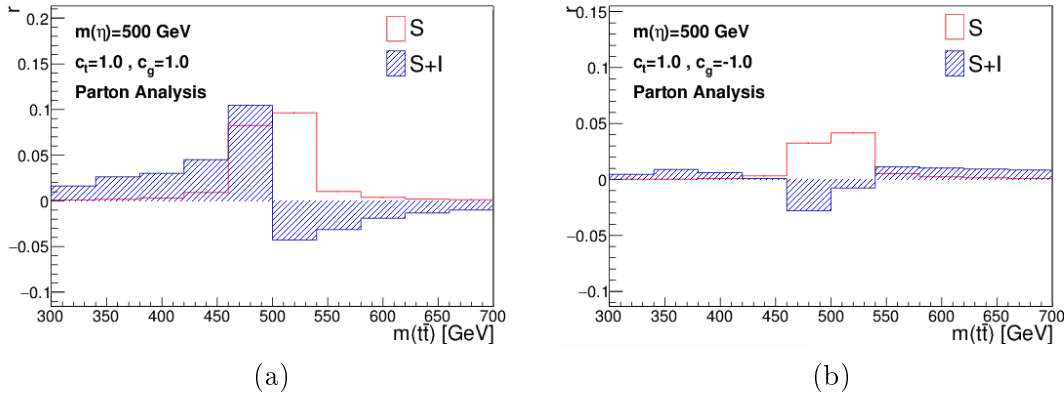 r
0.2
0.15
0.1
0.05
0
−0.05
−0.1
m(η)=500 GeV
c_t=1.0 , c_g=1.0
Parton Analysis
S
S+I
300 350 400 450 500 550 600 650 700
m(tt̄) [GeV]
(a)
r
0.15
0.1
0.05
0
−0.05
−0.1
m(η)=500 GeV
c_t=1.0 , c_g=-1.0
Parton Analysis
S
S+I
300 350 400 450 500 550 600 650 700
m(tt̄) [GeV]
(b)